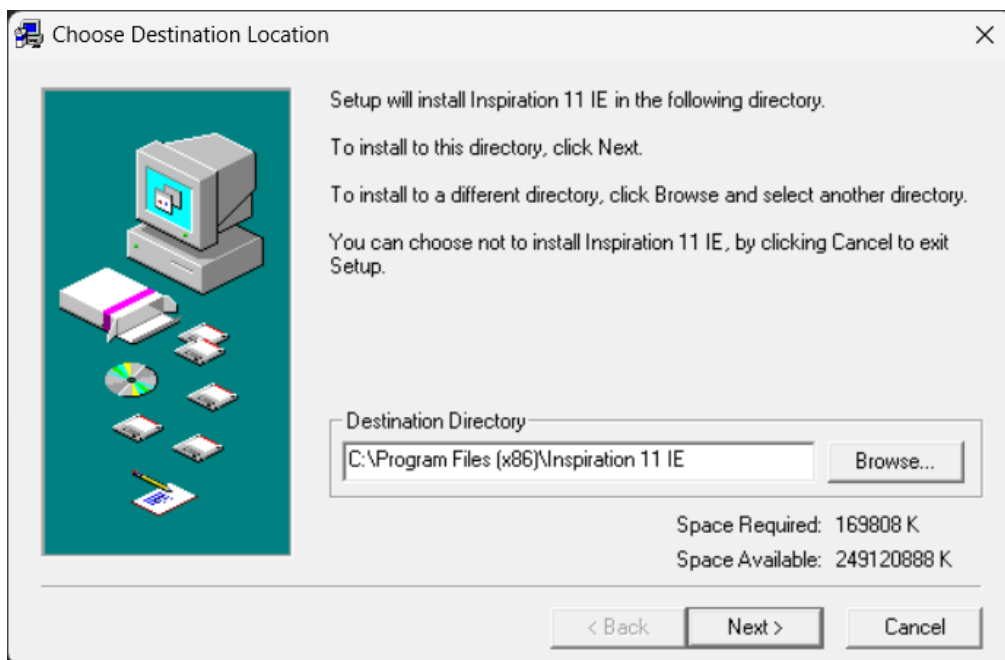 Choose Destination Location
Setup will install Inspiration 11 IE in the following directory.
To install to this directory, click Next.
To install to a different directory, click Browse and select another directory.
You can choose not to install Inspiration 11 IE, by clicking Cancel to exit
Setup.
Destination Directory
C:\Program Files (x86)\Inspiration 11 IE
Browse...
Space Required: 169808 K
Space Available: 249120888 K
< Back
Next >
Cancel